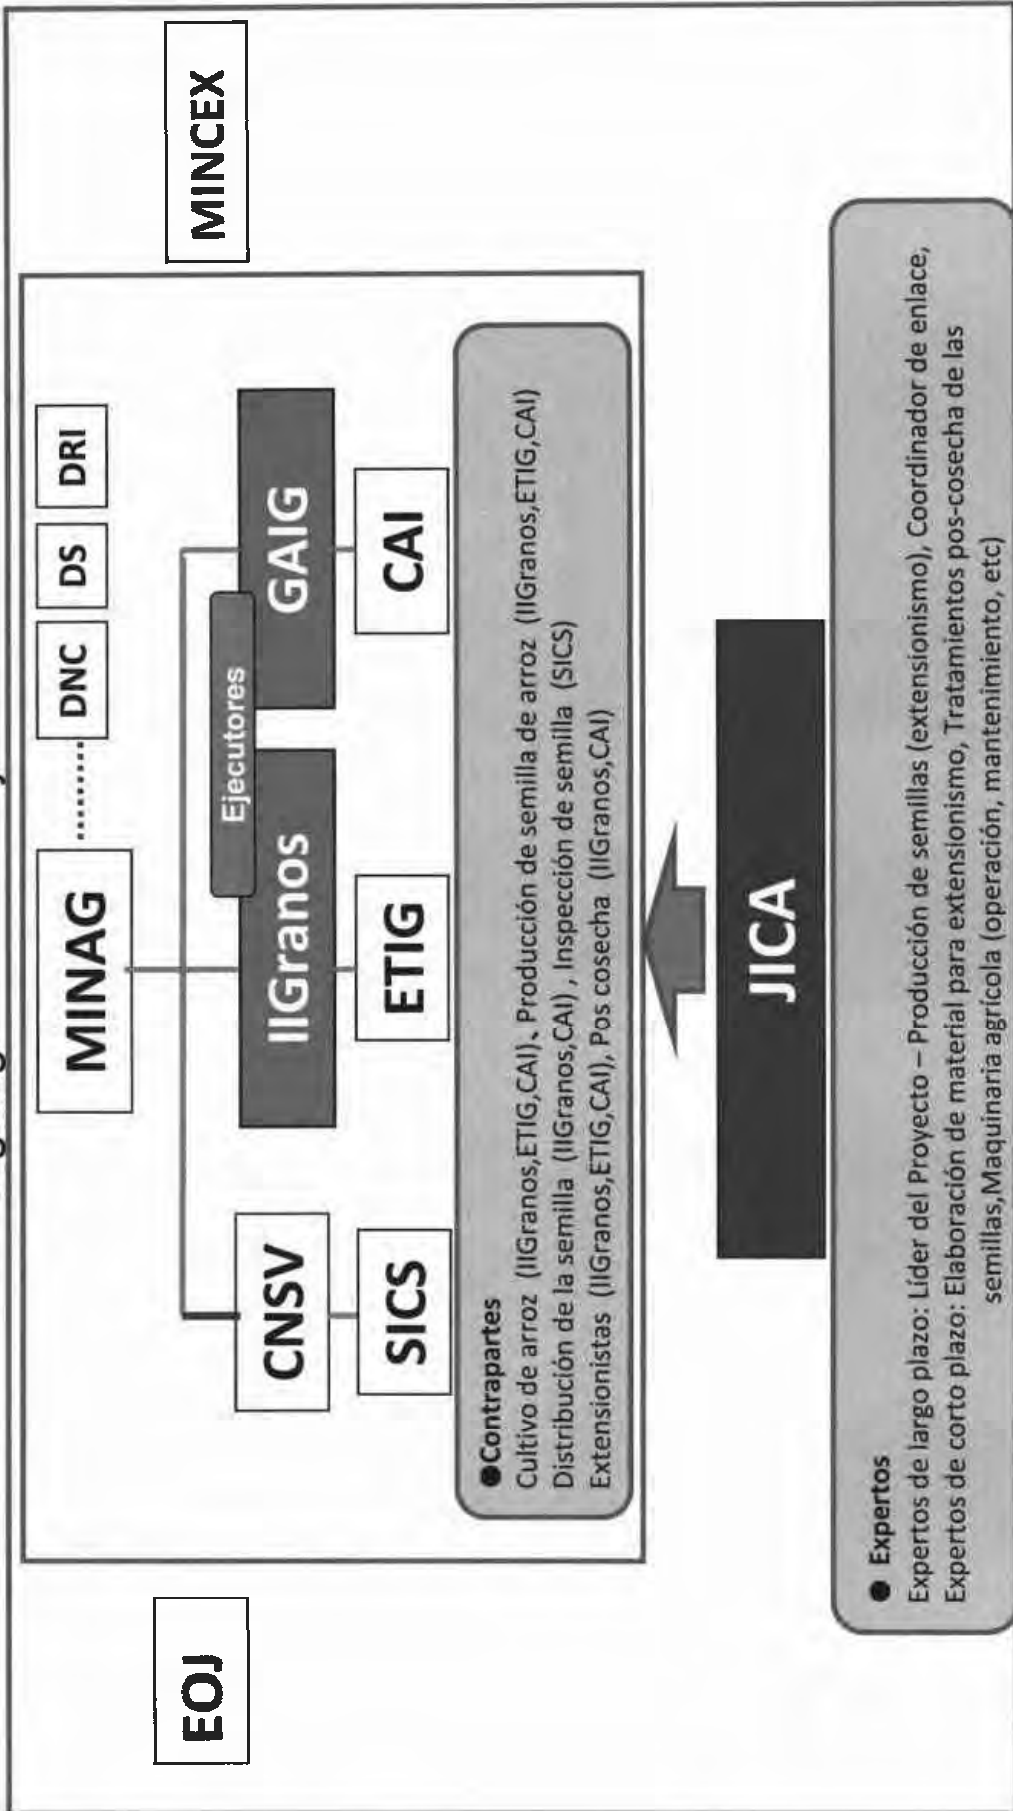 MINAG
DNC
DS
DRI
MINCEX
EOJ
Ejecutores
CNSV
IIGranos
GAIG
SICS
ETIG
CAI
●Contrapartes
Cultivo de arroz (IIGranos,ETIG,CAI)、Producción de semilla de arroz (IIGranos,ETIG,CAI)
Distribución de la semilla (IIGranos,CAI) , Inspección de semilla (SICS)
Extensionistas (IIGranos,ETIG,CAI), Pos cosecha (IIGranos,CAI)
JICA
● Expertos
Expertos de largo plazo: Líder del Proyecto – Producción de semillas (extensionismo), Coordinador de enlace,
Expertos de corto plazo: Elaboración de material para extensionismo, Tratamientos pos-cosecha de las
semillas,Maquinaria agrícola (operación, mantenimiento, etc)